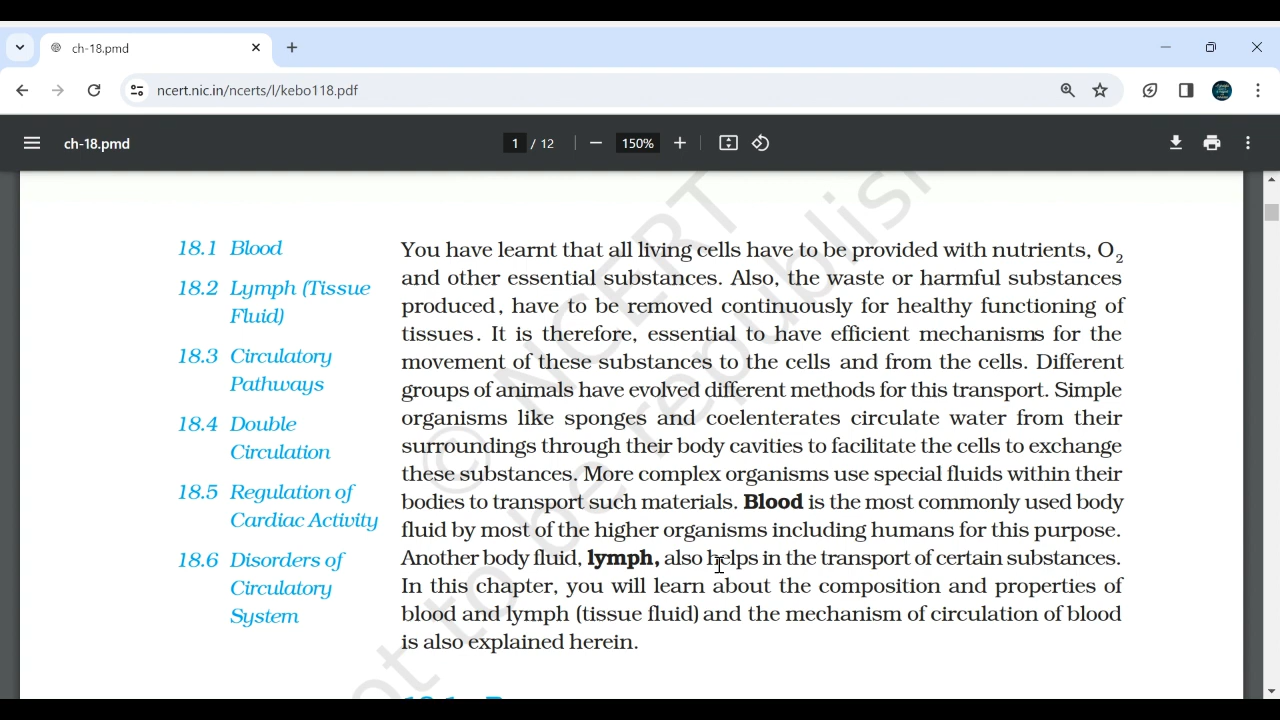 ch-18.pmd
ncert.nic.in/ncerts/l/kebo118.pdf
ch-18.pmd
1 / 12
150%
18.1 Blood
18.2 Lymph (Tissue
Fluid)
18.3 Circulatory
Pathways
18.4 Double
Circulation
18.5 Regulation of
Cardiac Activity
18.6 Disorders of
Circulatory
System
You have learnt that all living cells have to be provided with nutrients, O2
and other essential substances. Also, the waste or harmful substances
produced, have to be removed continuously for healthy functioning of
tissues. It is therefore, essential to have efficient mechanisms for the
movement of these substances to the cells and from the cells. Different
groups of animals have evolved different methods for this transport. Simple
organisms like sponges and coelenterates circulate water from their
surroundings through their body cavities to facilitate the cells to exchange
these substances. More complex organisms use special fluids within their
bodies to transport such materials. Blood is the most commonly used body
fluid by most of the higher organisms including humans for this purpose.
Another body fluid, lymph, also helps in the transport of certain substances.
In this chapter, you will learn about the composition and properties of
blood and lymph (tissue fluid) and the mechanism of circulation of blood
is also explained herein.
© NCERT
not to be republish